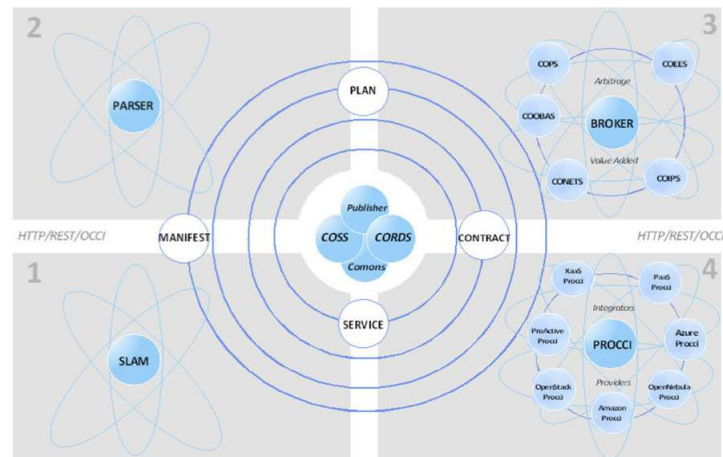 2
3
COPS
COEES
PLAN
Arbitrage
PARSER
COOBAS
BROKER
Value Added
CONETS
COIPS
Publisher
HTTP/REST/OCCI
MANIFEST
COSS
CORDS
CONTRACT
HTTP/REST/OCCI
Comons
1
4
XaaS
Procci
PaaS
Procci
Integrators
SERVICE
ProActive
Procci
PROCCI
Azure
Procci
SLAM
Providers
OpenStack
Procci
OpenNebula
Procci
Amazon
Procci